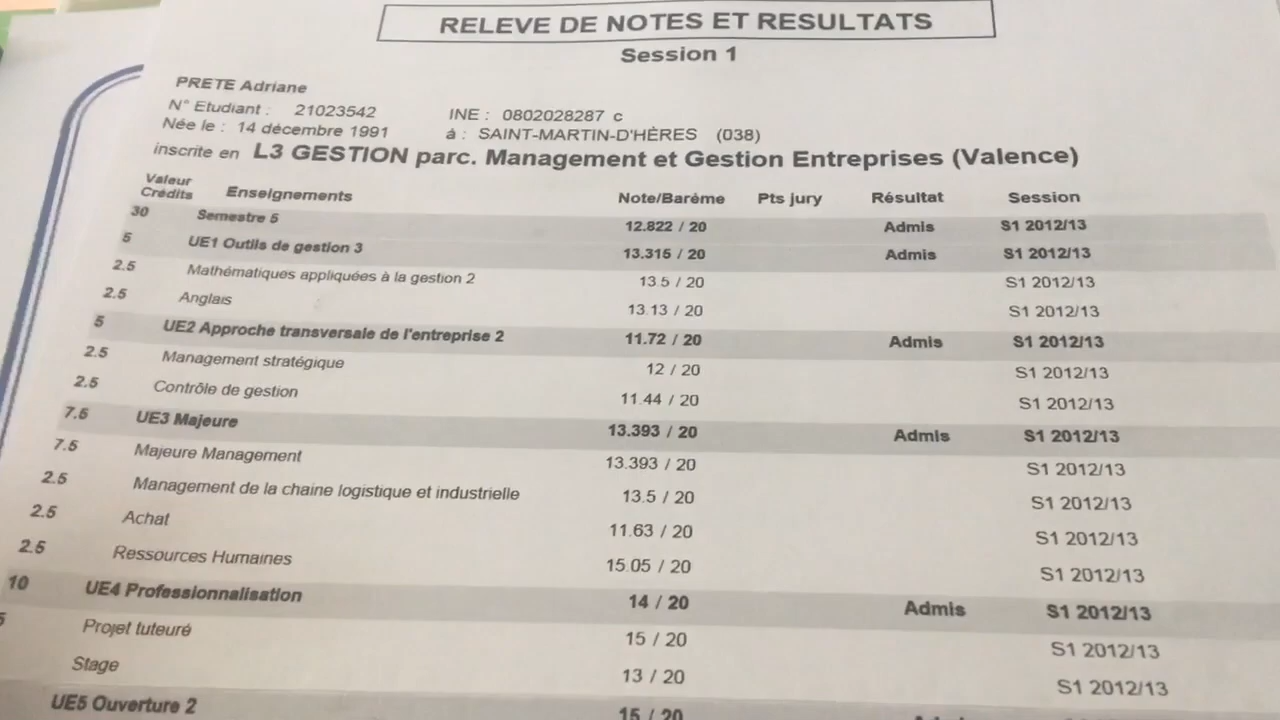 RELEVE DE NOTES ET RESULTATS
Session 1
PRETE Adriane
N° Etudiant : 21023542 INE : 0802028287 c
Née le : 14 décembre 1991 à : SAINT-MARTIN-D'HÈRES (038)
inscrite en L3 GESTION parc. Management et Gestion Entreprises (Valence)
Valeur Crédits Enseignements Note/Barème Pts jury Résultat Session
30 Semestre 5 12.822 / 20 Admis S1 2012/13
5 UE1 Outils de gestion 3 13.315 / 20 Admis S1 2012/13
2.5 Mathématiques appliquées à la gestion 2 13.5 / 20 S1 2012/13
2.5 Anglais 13.13 / 20 S1 2012/13
5 UE2 Approche transversale de l'entreprise 2 11.72 / 20 Admis S1 2012/13
2.5 Management stratégique 12 / 20 S1 2012/13
2.5 Contrôle de gestion 11.44 / 20 S1 2012/13
7.5 UE3 Majeure 13.393 / 20 Admis S1 2012/13
7.5 Majeure Management 13.393 / 20 S1 2012/13
2.5 Management de la chaine logistique et industrielle 13.5 / 20 S1 2012/13
2.5 Achat 11.63 / 20 S1 2012/13
2.5 Ressources Humaines 15.05 / 20 S1 2012/13
10 UE4 Professionnalisation 14 / 20 Admis S1 2012/13
5 Projet tuteuré 15 / 20 S1 2012/13
Stage 13 / 20 S1 2012/13
UE5 Ouverture 2 15 / 20